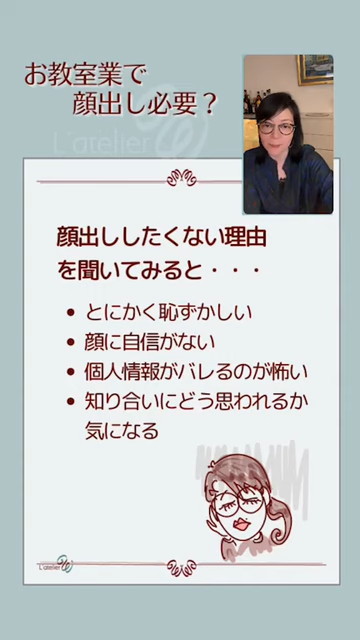 お教室業で
顔出し必要？
L'atelier W
顔出ししたくない理由
を聞いてみると・・・
• とにかく恥ずかしい
• 顔に自信がない
• 個人情報がバレるのが怖い
• 知り合いにどう思われるか
気になる
L'atelier W